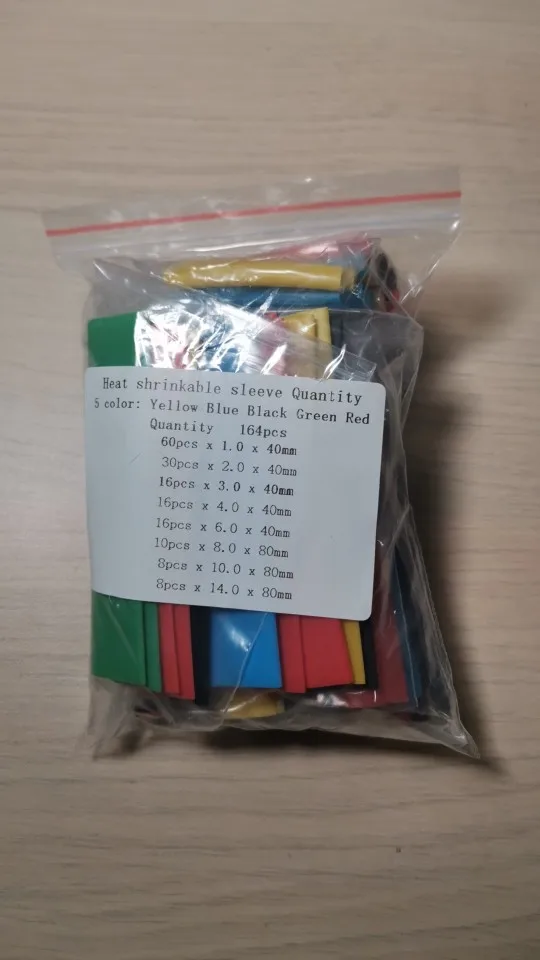 Heat shrinkable sleeve Quantity
5 color: Yellow Blue Black Green Red
Quantity 164pcs
60pcs x 1.0 x 40mm
30pcs x 2.0 x 40mm
16pcs x 3.0 x 40mm
16pcs x 4.0 x 40mm
16pcs x 6.0 x 40mm
10pcs x 8.0 x 80mm
8pcs x 10.0 x 80mm
8pcs x 14.0 x 80mm